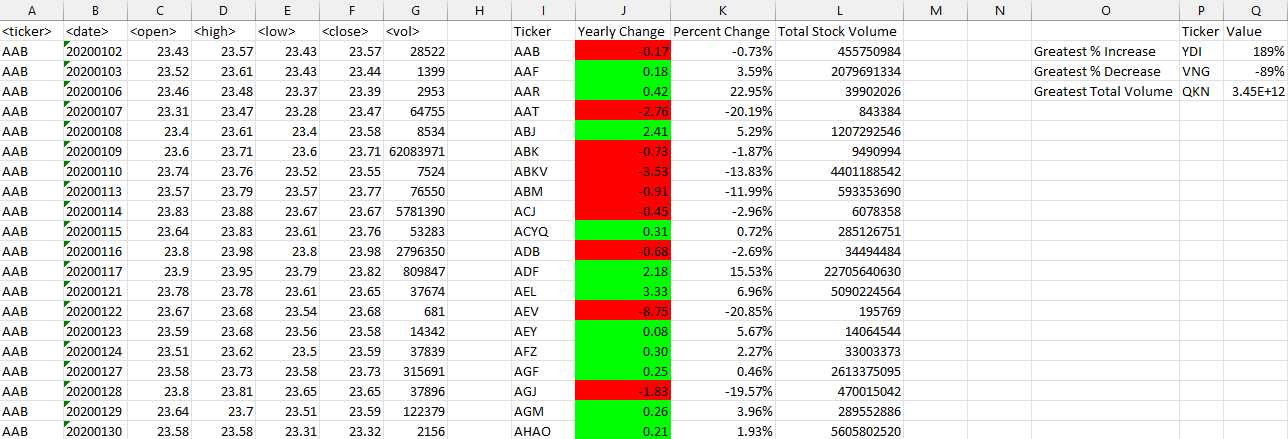 A B C D E F G H I J K L M N O P Q
<ticker> <date> <open> <high> <low> <close> <vol> Ticker Yearly Change Percent Change Total Stock Volume Ticker Value
AAB 20200102 23.43 23.57 23.43 23.57 28522 AAB -0.17 -0.73% 455750984 Greatest % Increase YDI 189%
AAB 20200103 23.52 23.61 23.43 23.44 1399 AAF 0.18 3.59% 2079691334 Greatest % Decrease VNG -89%
AAB 20200106 23.46 23.48 23.37 23.39 2953 AAR 0.42 22.95% 39902026 Greatest Total Volume QKN 3.45E+12
AAB 20200107 23.31 23.47 23.28 23.47 64755 AAT -2.76 -20.19% 843384
AAB 20200108 23.4 23.61 23.4 23.58 8534 ABJ 2.41 5.29% 1207292546
AAB 20200109 23.6 23.71 23.6 23.71 62083971 ABK -0.73 -1.87% 9490994
AAB 20200110 23.74 23.76 23.52 23.55 7524 ABKV -3.53 -13.83% 4401188542
AAB 20200113 23.57 23.79 23.57 23.77 76550 ABM -0.91 -11.99% 593353690
AAB 20200114 23.83 23.88 23.67 23.67 5781390 ACJ -0.45 -2.96% 6078358
AAB 20200115 23.64 23.83 23.61 23.76 53283 ACYQ 0.31 0.72% 285126751
AAB 20200116 23.8 23.98 23.8 23.98 2796350 ADB -0.68 -2.69% 34494484
AAB 20200117 23.9 23.95 23.79 23.82 809847 ADF 2.18 15.53% 22705640630
AAB 20200121 23.78 23.78 23.61 23.65 37674 AEL 3.33 6.96% 5090224564
AAB 20200122 23.67 23.68 23.54 23.68 681 AEV -8.75 -20.85% 195769
AAB 20200123 23.59 23.68 23.56 23.58 14342 AEY 0.08 5.67% 14064544
AAB 20200124 23.51 23.62 23.5 23.59 37839 AFZ 0.30 2.27% 33003373
AAB 20200127 23.58 23.73 23.58 23.73 315691 AGF 0.25 0.46% 2613375095
AAB 20200128 23.8 23.81 23.65 23.65 37896 AGJ -1.83 -19.57% 470015042
AAB 20200129 23.64 23.7 23.51 23.59 122379 AGM 0.26 3.96% 289552886
AAB 20200130 23.58 23.58 23.31 23.32 2156 AHAO 0.21 1.93% 5605802520